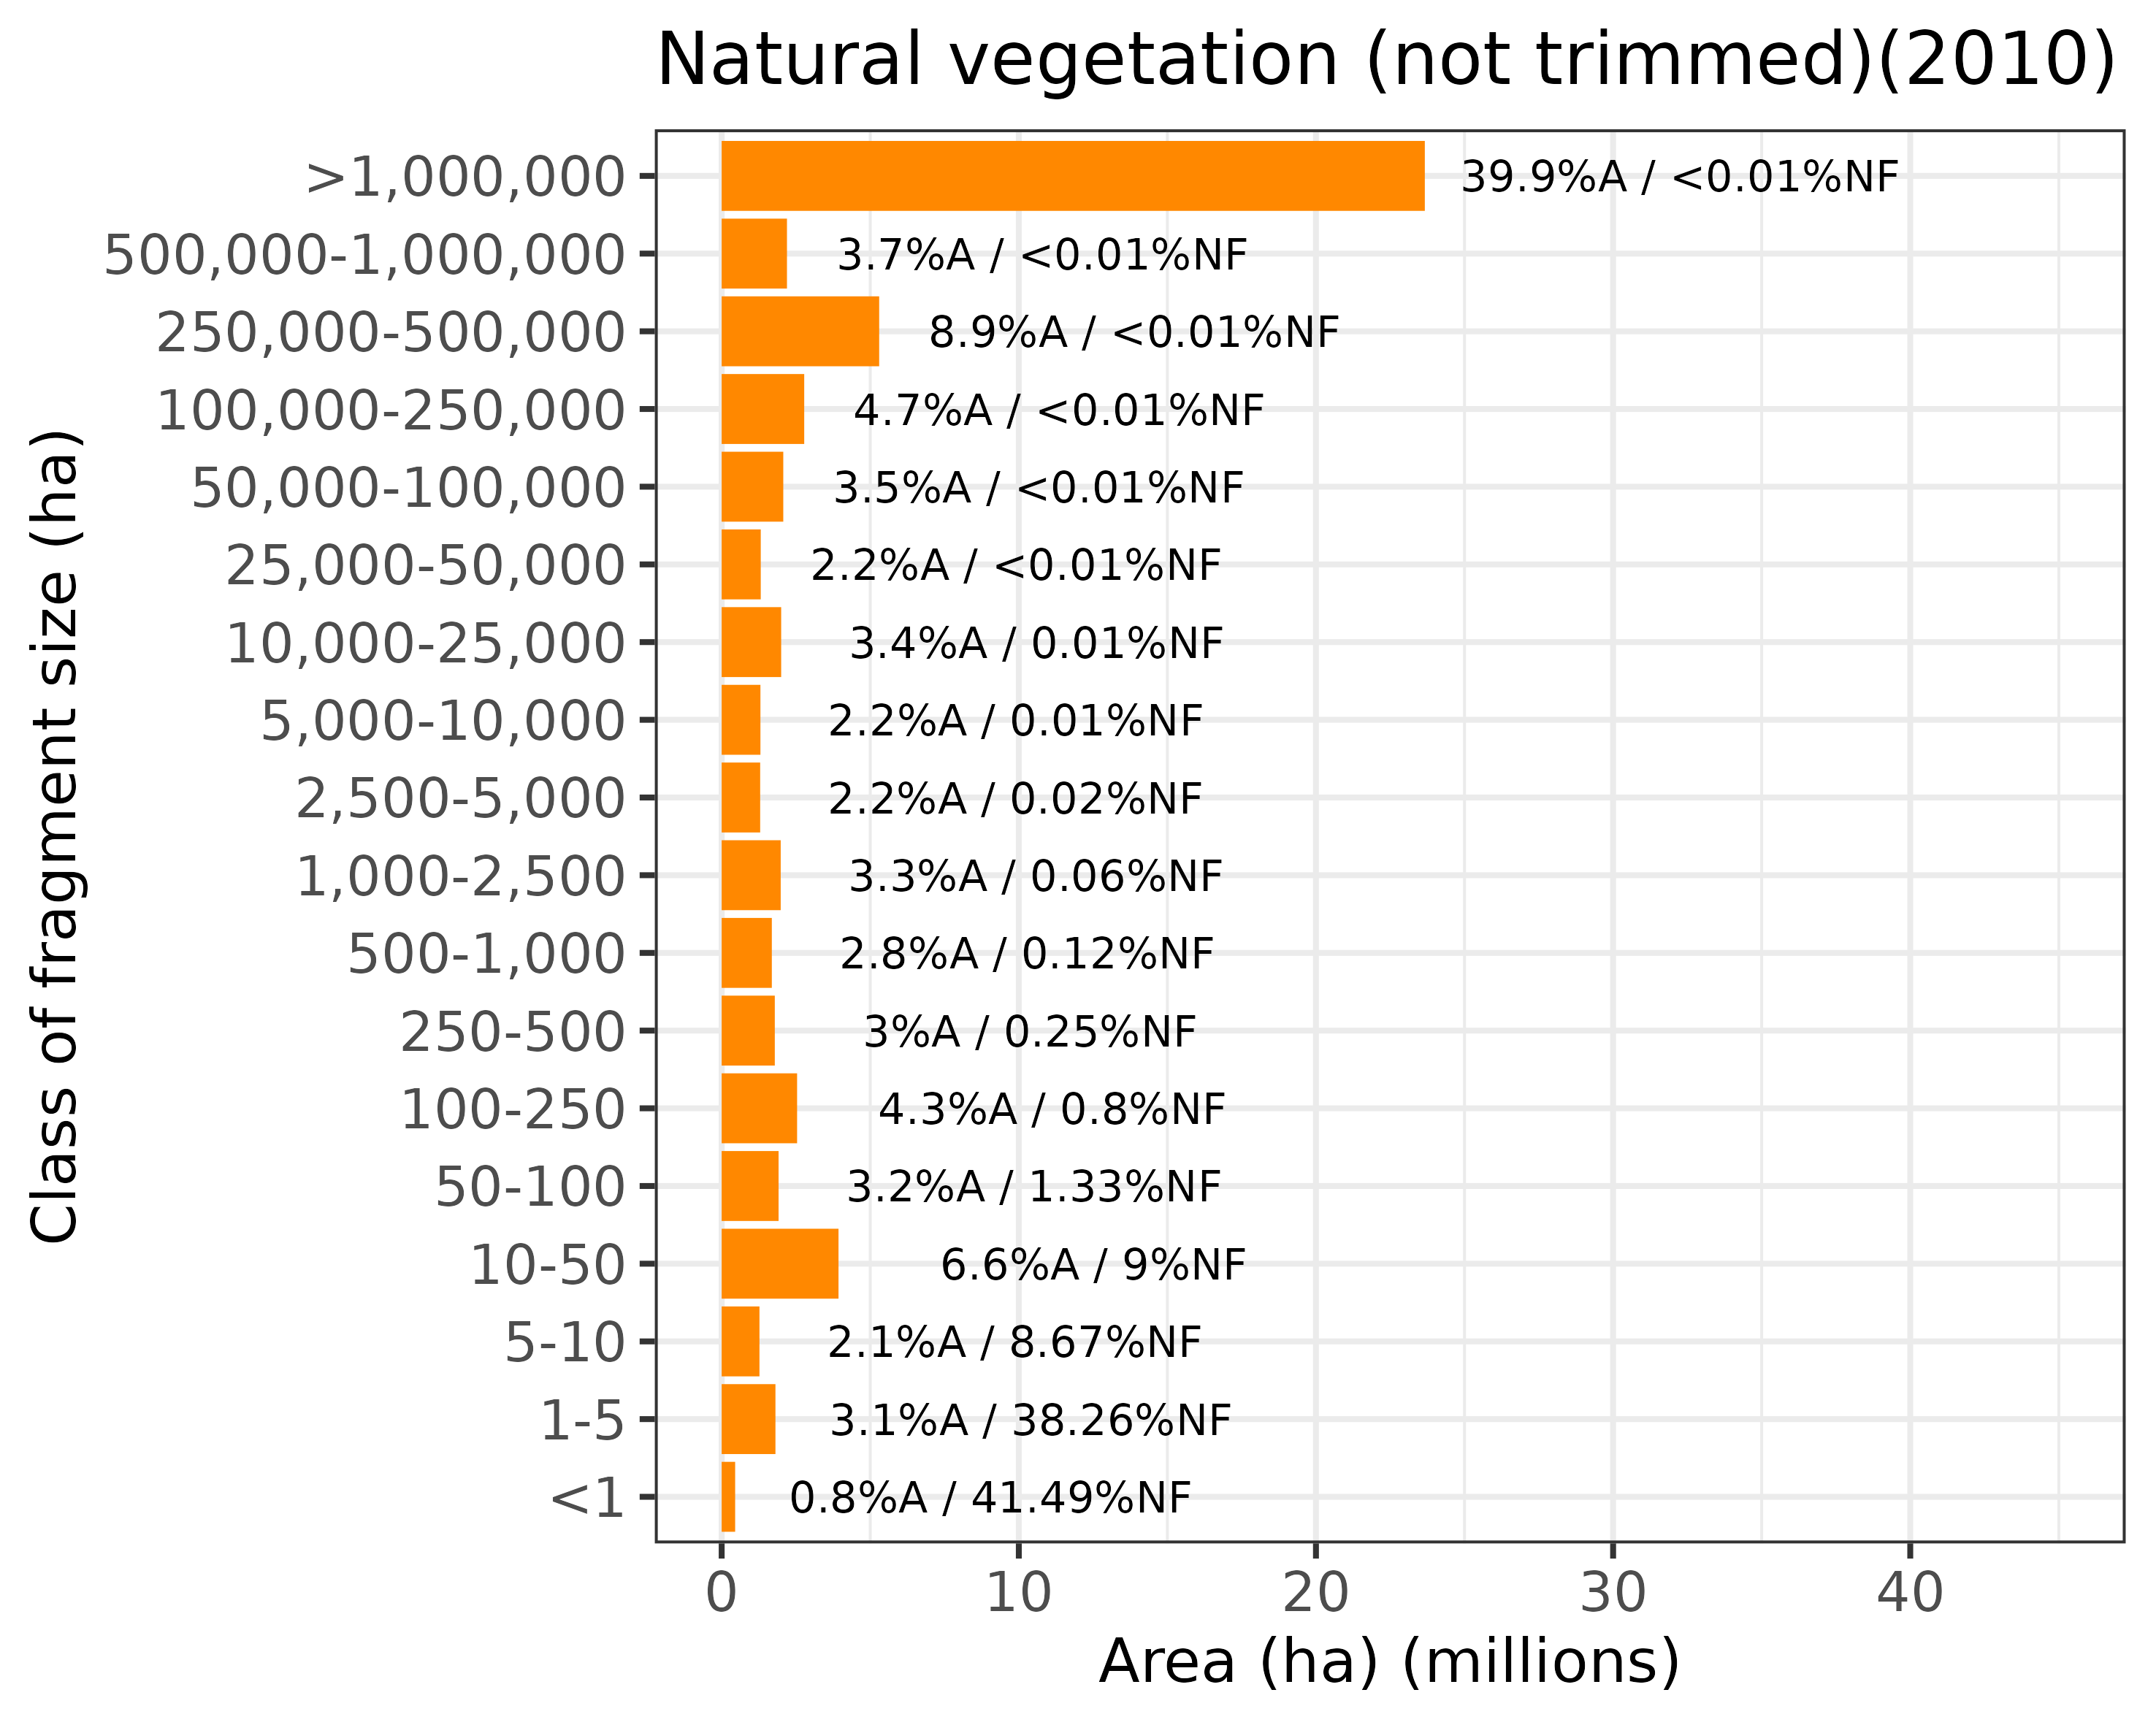 Natural vegetation (not trimmed)(2010)
Class of fragment size (ha)
>1,000,000 39.9%A / <0.01%NF
500,000-1,000,000 3.7%A / <0.01%NF
250,000-500,000 8.9%A / <0.01%NF
100,000-250,000 4.7%A / <0.01%NF
50,000-100,000 3.5%A / <0.01%NF
25,000-50,000 2.2%A / <0.01%NF
10,000-25,000 3.4%A / 0.01%NF
5,000-10,000 2.2%A / 0.01%NF
2,500-5,000 2.2%A / 0.02%NF
1,000-2,500 3.3%A / 0.06%NF
500-1,000 2.8%A / 0.12%NF
250-500 3%A / 0.25%NF
100-250 4.3%A / 0.8%NF
50-100 3.2%A / 1.33%NF
10-50 6.6%A / 9%NF
5-10 2.1%A / 8.67%NF
1-5 3.1%A / 38.26%NF
<1 0.8%A / 41.49%NF
0 10 20 30 40
Area (ha) (millions)